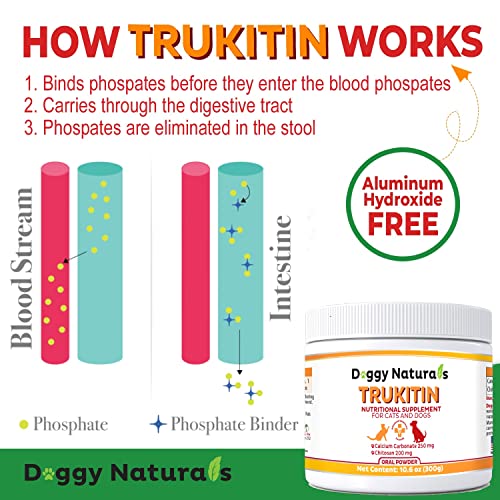 HOW TRUKITIN WORKS
1. Binds phospates before they enter the blood phospates
2. Carries through the digestive tract
3. Phospates are eliminated in the stool
Blood Stream
Intestine
Aluminum
Hydroxide
FREE
Phosphate
Phosphate Binder
Doggy Naturals
Doggy Naturals
TRUKITIN
NUTRITIONAL SUPPLEMENT
FOR CATS AND DOGS
Calcium Carbonate 250 mg
Chitosan 200 mg
ORAL POWDER
Net Content: 10.6 oz (300g)